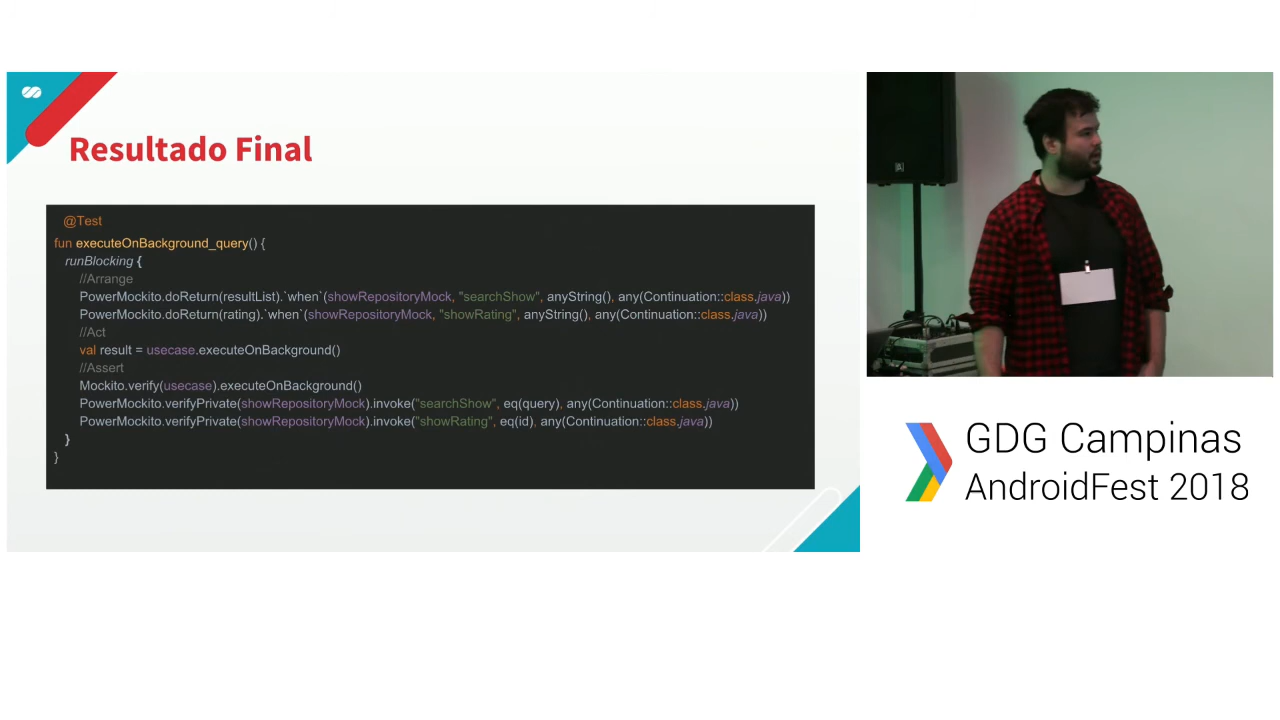 Resultado Final
@Test
fun executeOnBackground_query() {
runBlocking {
//Arrange
PowerMockito.doReturn(resultList).`when`(showRepositoryMock, "searchShow", anyString(), any(Continuation::class.java))
PowerMockito.doReturn(rating).`when`(showRepositoryMock, "showRating", anyString(), any(Continuation::class.java))
//Act
val result = usecase.executeOnBackground()
//Assert
Mockito.verify(usecase).executeOnBackground()
PowerMockito.verifyPrivate(showRepositoryMock).invoke("searchShow", eq(query), any(Continuation::class.java))
PowerMockito.verifyPrivate(showRepositoryMock).invoke("showRating", eq(id), any(Continuation::class.java))
}
}
GDG Campinas
AndroidFest 2018